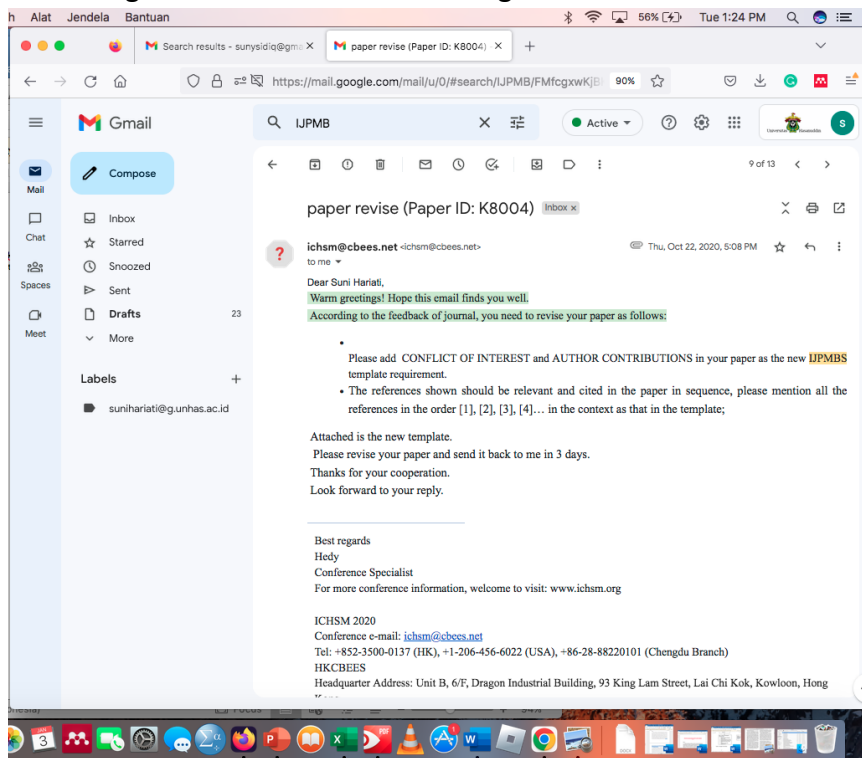 h Alat Jendela Bantuan 56% Tue 1:24 PM
Search results - sunysidiq@gma × paper revise (Paper ID: K8004) - × +
https://mail.google.com/mail/u/0/#search/IJPMB/FMfcgxwKjB 90%
Gmail IJPMB Active S
Mail
Chat
Spaces
Meet
Compose
Inbox
Starred
Snoozed
Sent
Drafts 23
More
Labels +
sunihariati@g.unhas.ac.id
9 of 13
paper revise (Paper ID: K8004) Inbox ×
ichsm@cbees.net <ichsm@cbees.net> Thu, Oct 22, 2020, 5:08 PM
to me
Dear Suni Hariati,
Warm greetings! Hope this email finds you well.
According to the feedback of journal, you need to revise your paper as follows:
•
Please add CONFLICT OF INTEREST and AUTHOR CONTRIBUTIONS in your paper as the new IJPMBS
template requirement.
• The references shown should be relevant and cited in the paper in sequence, please mention all the
references in the order [1], [2], [3], [4]… in the context as that in the template;
Attached is the new template.
Please revise your paper and send it back to me in 3 days.
Thanks for your cooperation.
Look forward to your reply.
Best regards
Hedy
Conference Specialist
For more conference information, welcome to visit: www.ichsm.org
ICHSM 2020
Conference e-mail: ichsm@cbees.net
Tel: +852-3500-0137 (HK), +1-206-456-6022 (USA), +86-28-88220101 (Chengdu Branch)
HKCBEES
Headquarter Address: Unit B, 6/F, Dragon Industrial Building, 93 King Lam Street, Lai Chi Kok, Kowloon, Hong